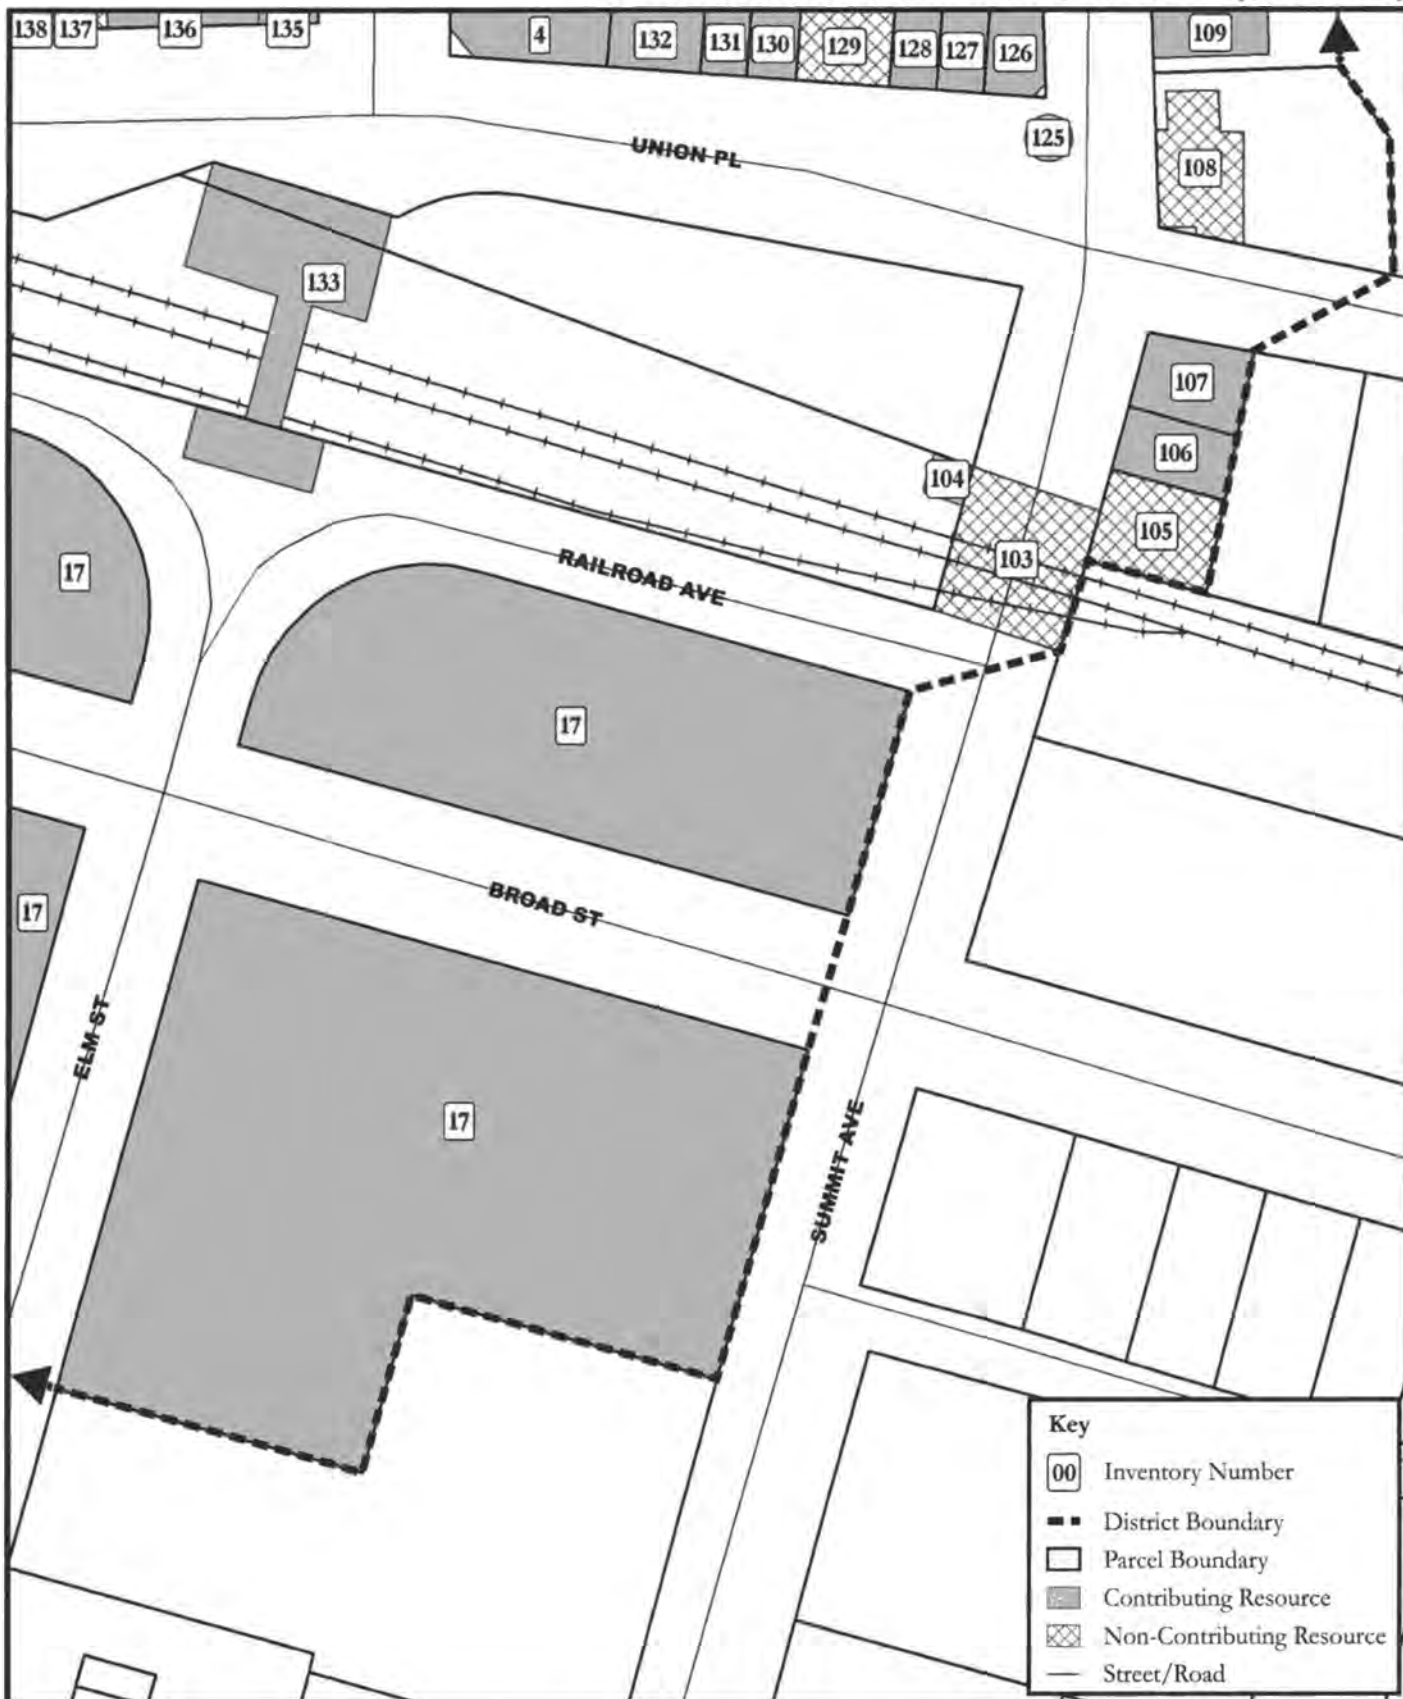 138 137 136 135 4 132 131 130 129 128 127 126 109
125
UNION PL
108
133
107
106
104
105
103
17
RAILROAD AVE
17
BROAD ST
17
ELM ST
17
SUMMIT AVE
Key
00 Inventory Number
District Boundary
Parcel Boundary
Contributing Resource
Non-Contributing Resource
Street/Road